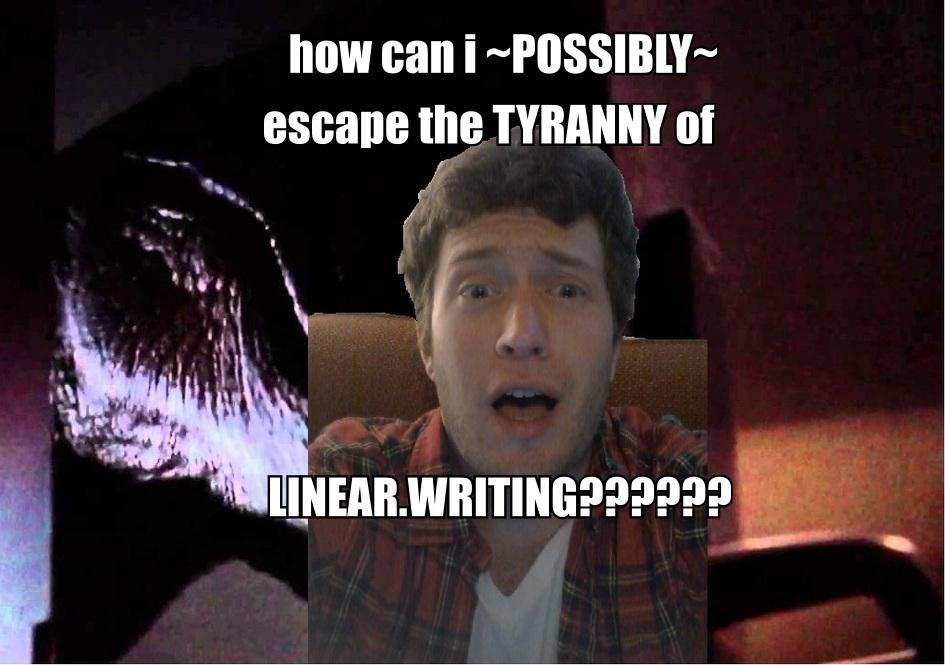 how can i ~POSSIBLY~
escape the TYRANNY of
LINEAR.WRITING??????